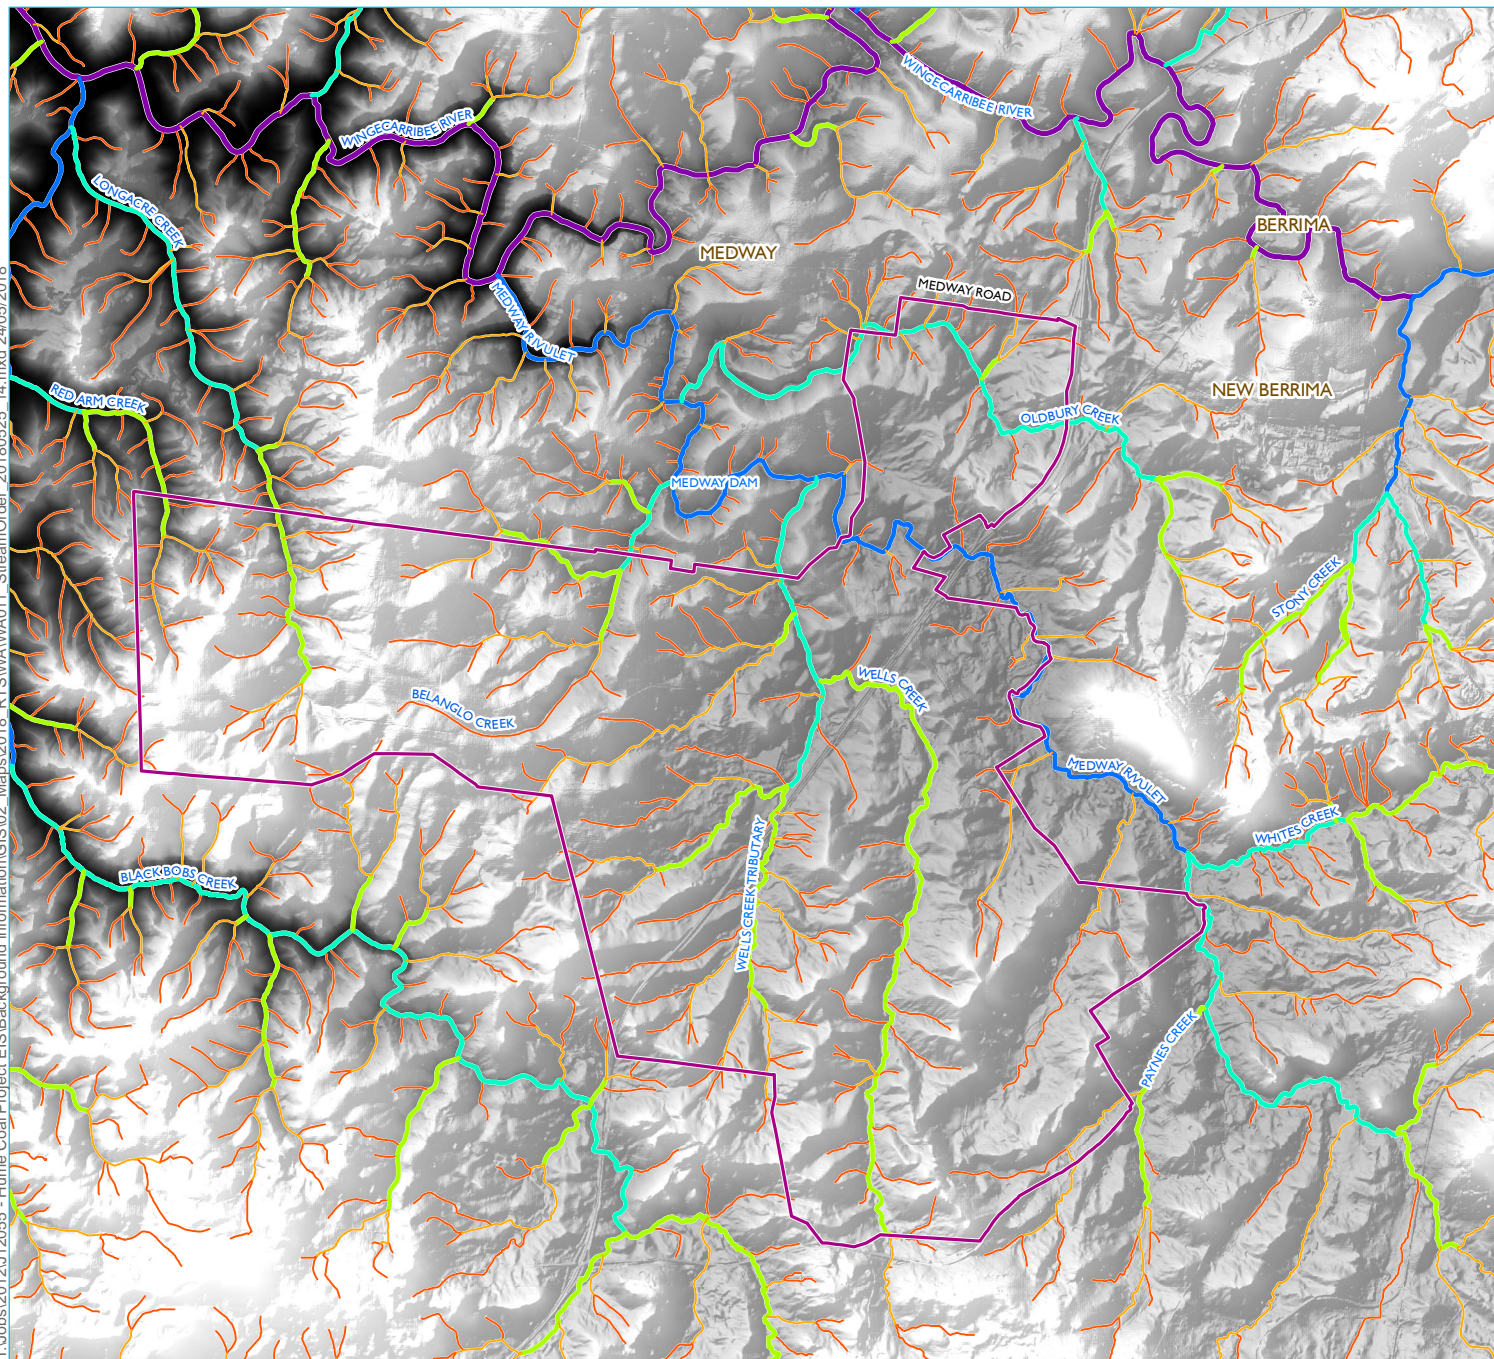 WINGECARRIBEE RIVER
WINGECARRIBEE RIVER
LONGACRE CREEK
BERRIMA
MEDWAY
MEDWAY ROAD
MEDWAY RIVULET
RED ARM CREEK
NEW BERRIMA
OLDBURY CREEK
MEDWAY DAM
STONY CREEK
WELLS CREEK
BELANGLO CREEK
MEDWAY RIVULET
WHITES CREEK
BLACK BOBS CREEK
WELLS CREEK TRIBUTARY
PAYNES CREEK